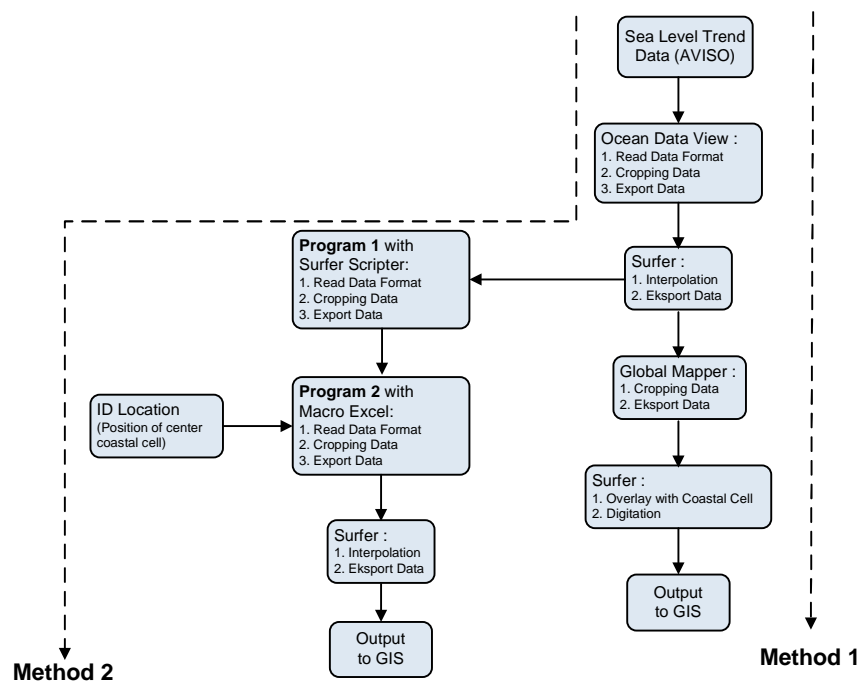 Sea Level Trend
Data (AVISO)
Ocean Data View :
1. Read Data Format
2. Cropping Data
3. Export Data
Surfer :
1. Interpolation
2. Eksport Data
Global Mapper :
1. Cropping Data
2. Eksport Data
Surfer :
1. Overlay with Coastal Cell
2. Digitation
Output
to GIS
Method 1
Program 1 with
Surfer Scripter:
1. Read Data Format
2. Cropping Data
3. Export Data
ID Location
(Position of center
coastal cell)
Program 2 with
Macro Excel:
1. Read Data Format
2. Cropping Data
3. Export Data
Surfer :
1. Interpolation
2. Eksport Data
Output
to GIS
Method 2